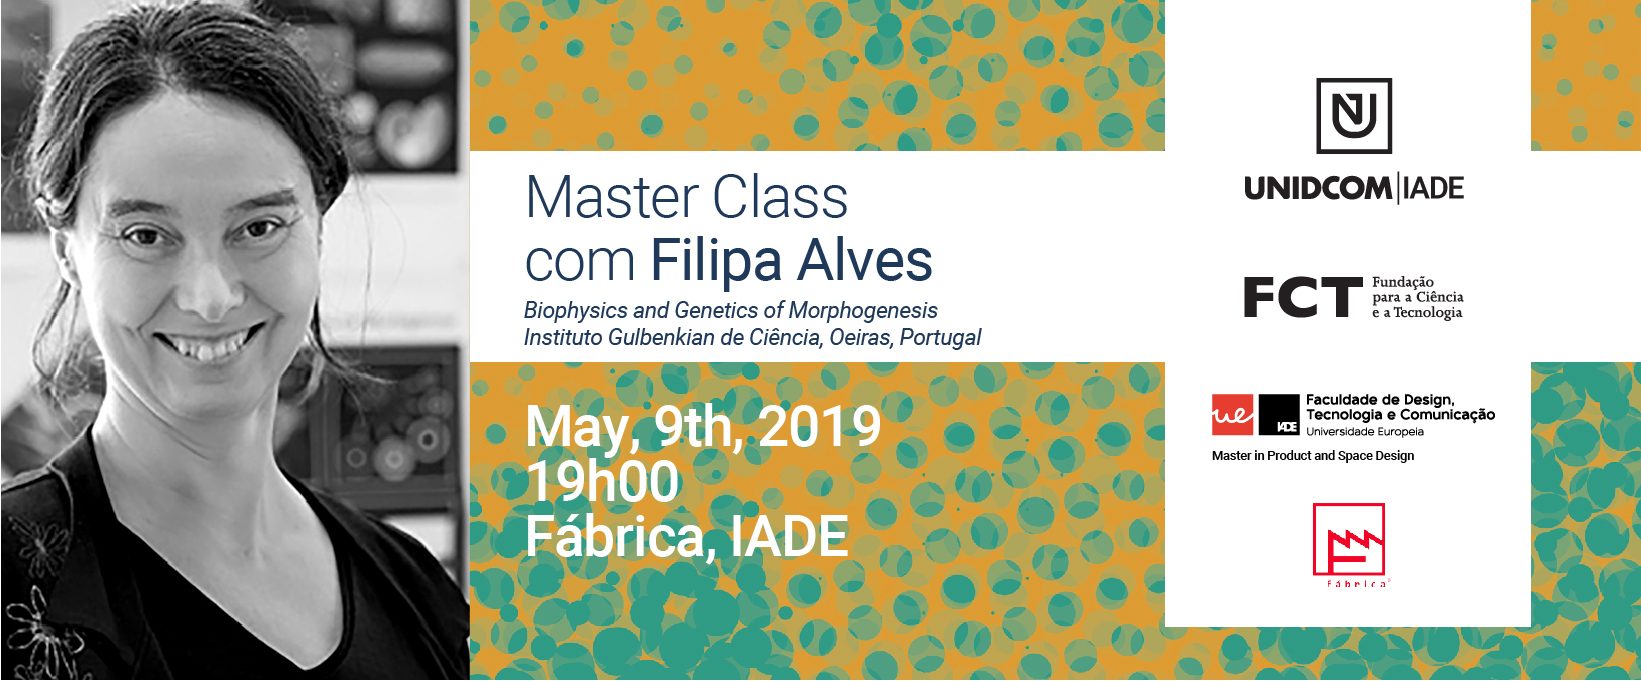 Master Class
com Filipa Alves
Biophysics and Genetics of Morphogenesis
Instituto Gulbenkian de Ciência, Oeiras, Portugal
May, 9th, 2019
19h00
Fábrica, IADE
UNIDCOM|IADE
FCT Fundação
para a Ciência
e a Tecnologia
ue IADE Faculdade de Design,
Tecnologia e Comunicação
Universidade Europeia
Master in Product and Space Design
Fábrica